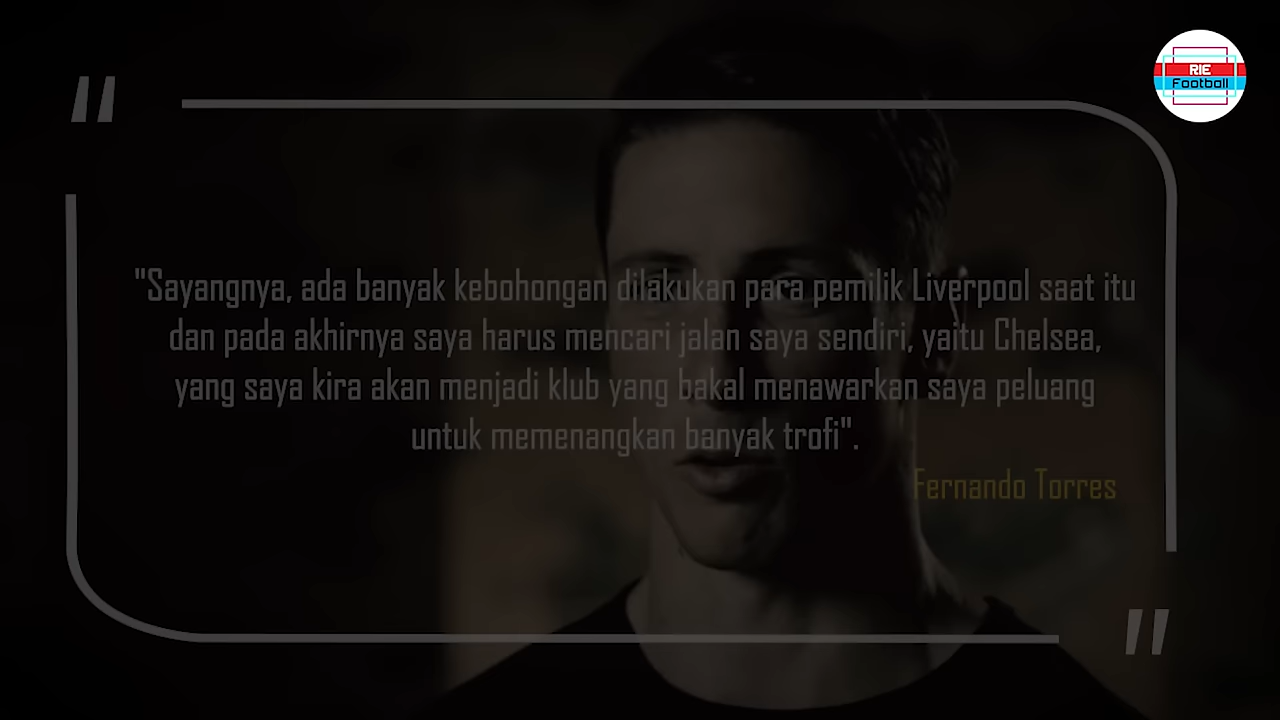 RIE
Football
"Sayangnya, ada banyak kebohongan dilakukan para pemilik Liverpool saat itu
dan pada akhirnya saya harus mencari jalan saya sendiri, yaitu Chelsea,
yang saya kira akan menjadi klub yang bakal menawarkan saya peluang
untuk memenangkan banyak trofi".
Fernando Torres